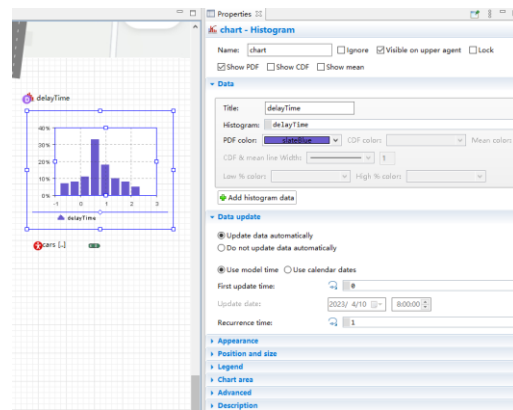 Properties
chart - Histogram
Name: chart Ignore Visible on upper agent Lock
Show PDF Show CDF Show mean
Data
Title: delayTime
Histogram: delayTime
PDF color: slateBlue CDF color: Mean color:
CDF & mean line Width: 1
Low % color: High % color:
Add histogram data
Data update
Update data automatically
Do not update data automatically
Use model time Use calendar dates
First update time: 0
Update date: 2023/ 4/10 8:00:00
Recurrence time: 1
Appearance
Position and size
Legend
Chart area
Advanced
Description
delayTime
40%
30%
20%
10%
0%
-1 0 1 2 3
delayTime
cars [..]